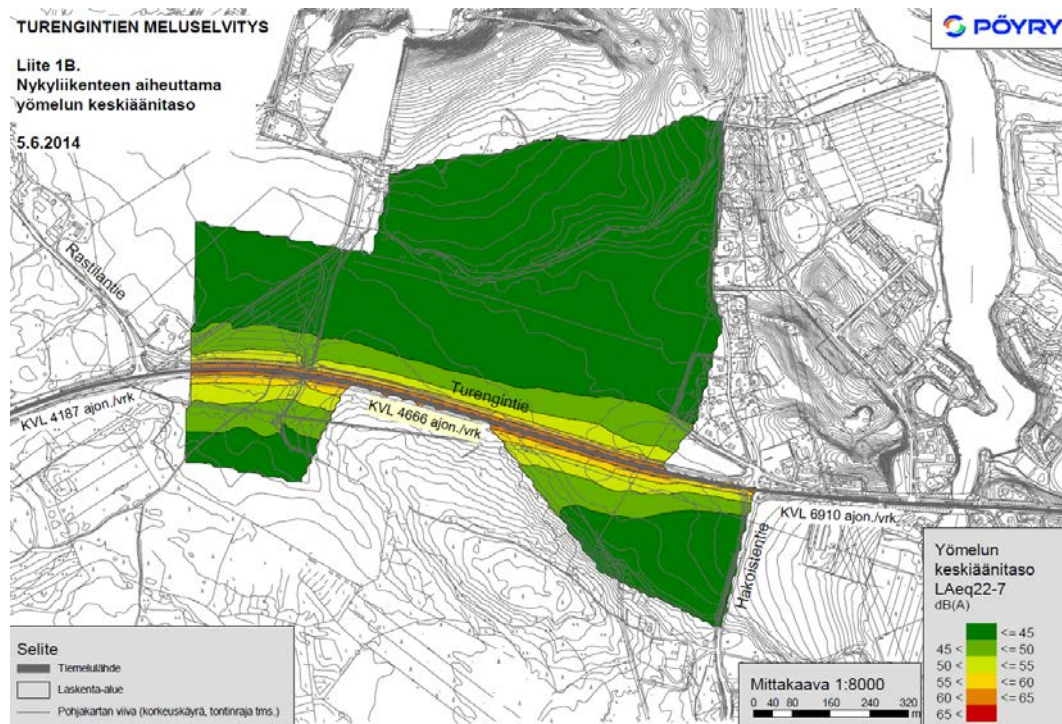 TURENGINTIEN MELUSELVITYS
PÖYRY
Liite 1B.
Nykyliikenteen aiheuttama
yömelun keskiäänitaso
5.6.2014
Rastilantie
Turengintie
KVL 4187 ajon./vrk
KVL 4666 ajon./vrk
KVL 6910 ajon./vrk
Hakoistentie
Yömelun
keskiäänitaso
LAeq22-7
dB(A)
<= 45
45 < <= 50
50 < <= 55
55 < <= 60
60 < <= 65
65 <
Selite
Tiemelulähde
Laskenta-alue
Pohjakartan viiva (korkeuskäyrä, tontinraja tms.)
Mittakaava 1:8000
0 40 80 160 240 320
m